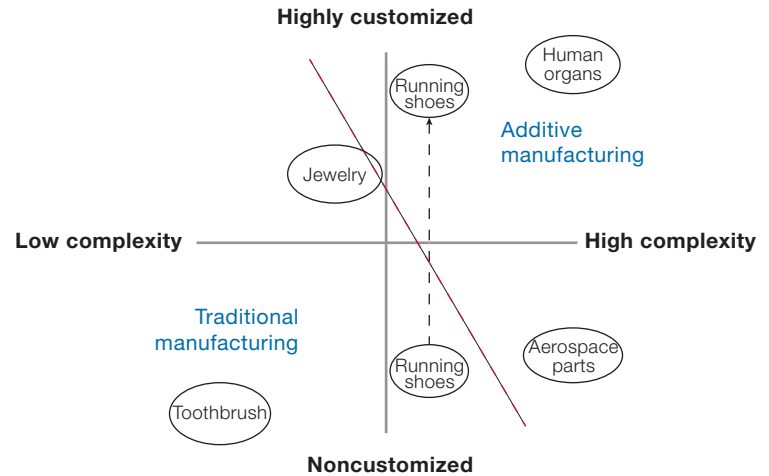 Highly customized
Human
organs
Running
shoes
Additive
manufacturing
Jewelry
Low complexity
High complexity
Traditional
manufacturing
Aerospace
parts
Running
shoes
Toothbrush
Noncustomized